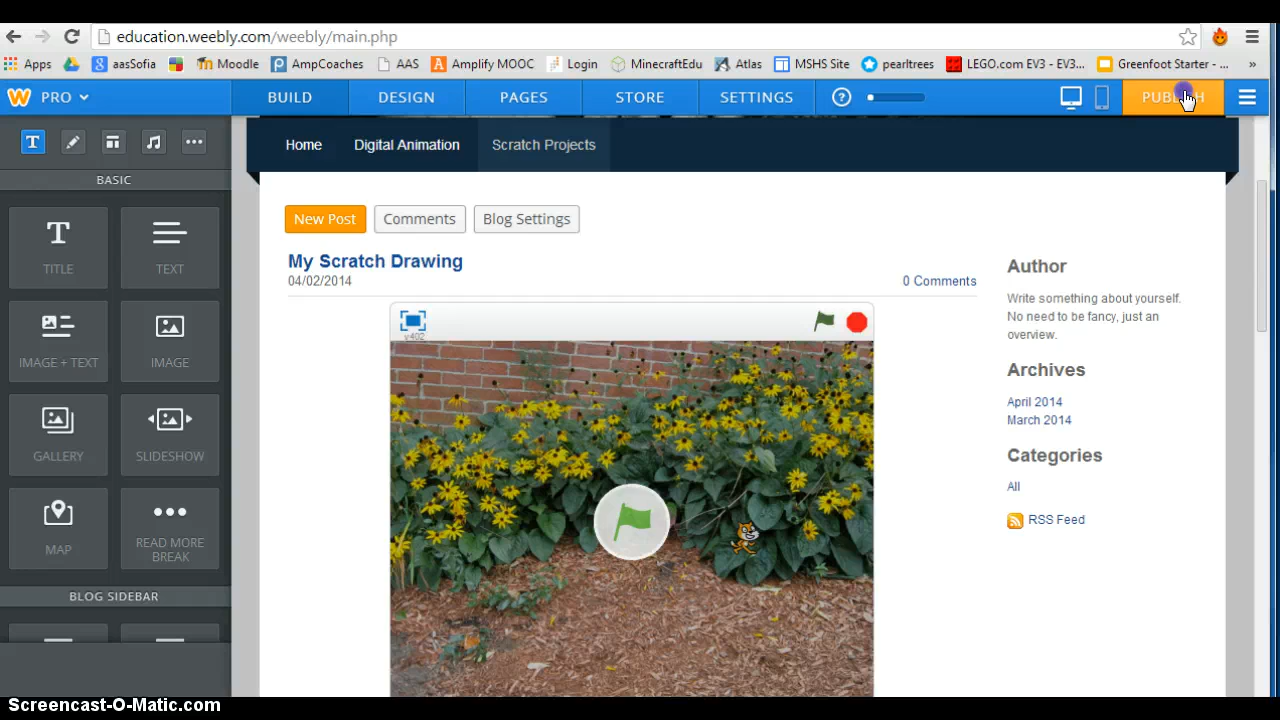 education.weebly.com/weebly/main.php
Apps aasSofia Moodle AmpCoaches AAS Amplify MOOC Login MinecraftEdu Atlas MSHS Site pearltrees LEGO.com EV3 - EV3... Greenfoot Starter - ... »
PRO BUILD DESIGN PAGES STORE SETTINGS ? PUBLISH
BASIC
Home Digital Animation Scratch Projects
TITLE TEXT
IMAGE + TEXT IMAGE
GALLERY SLIDESHOW
MAP READ MORE BREAK
BLOG SIDEBAR
New Post Comments Blog Settings
My Scratch Drawing
04/02/2014 0 Comments
v402
Author
Write something about yourself.
No need to be fancy, just an
overview.
Archives
April 2014
March 2014
Categories
All
RSS Feed
Screencast-O-Matic.com